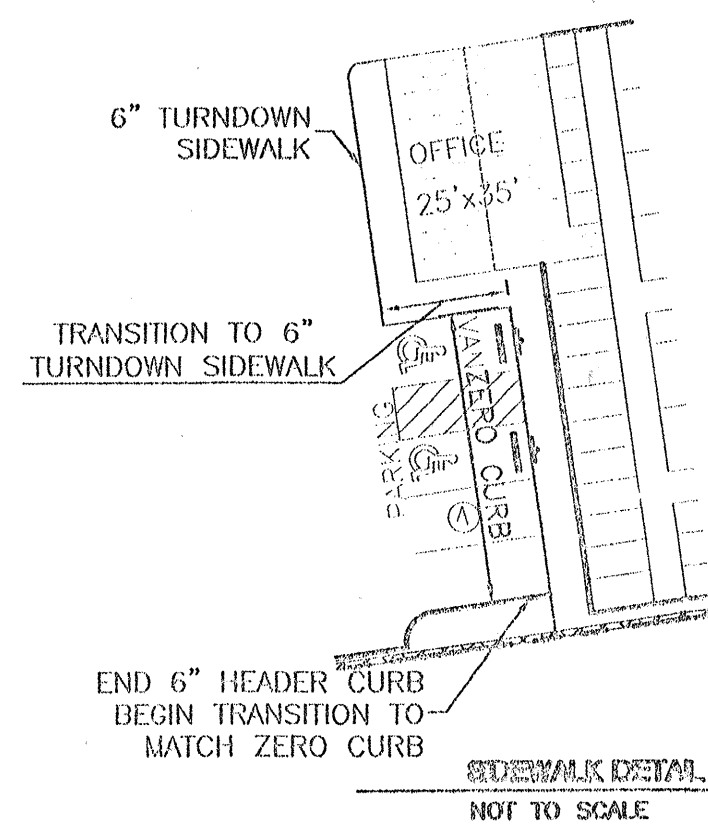 6" TURNDOWN
SIDEWALK
OFFICE
25'x35'
TRANSITION TO 6"
TURNDOWN SIDEWALK
VAN
ZERO CURB
PARKING
V
END 6" HEADER CURB
BEGIN TRANSITION TO
MATCH ZERO CURB
SIDEWALK DETAIL
NOT TO SCALE